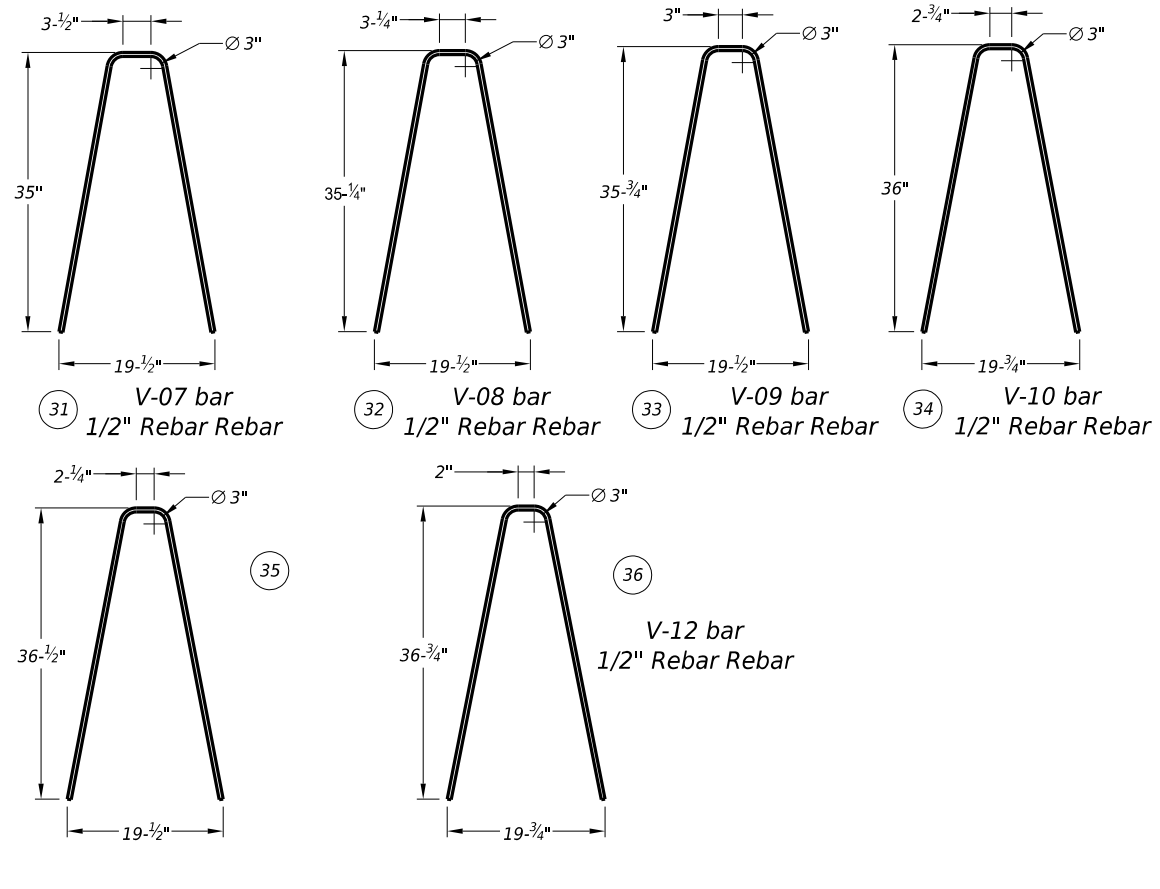 3-1/2"
Ø 3"
35"
19-1/2"
31
V-07 bar
1/2" Rebar Rebar
3-1/4"
Ø 3"
35-1/4"
19-1/2"
32
V-08 bar
1/2" Rebar Rebar
3"
Ø 3"
35-3/4"
19-1/2"
33
V-09 bar
1/2" Rebar Rebar
2-3/4"
Ø 3"
36"
19-3/4"
34
V-10 bar
1/2" Rebar Rebar
2-1/4"
Ø 3"
35
36-1/2"
19-1/2"
2"
Ø 3"
36
V-12 bar
1/2" Rebar Rebar
36-3/4"
19-3/4"